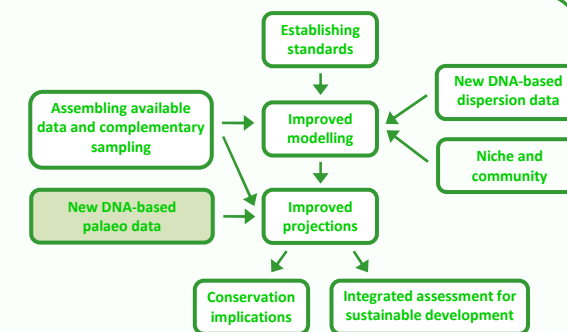 Establishing
standards
New DNA-based
dispersion data
Assembling available
data and complementary
sampling
Improved
modelling
Niche and
community
New DNA-based
palaeo data
Improved
projections
Conservation
implications
Integrated assessment for
sustainable development